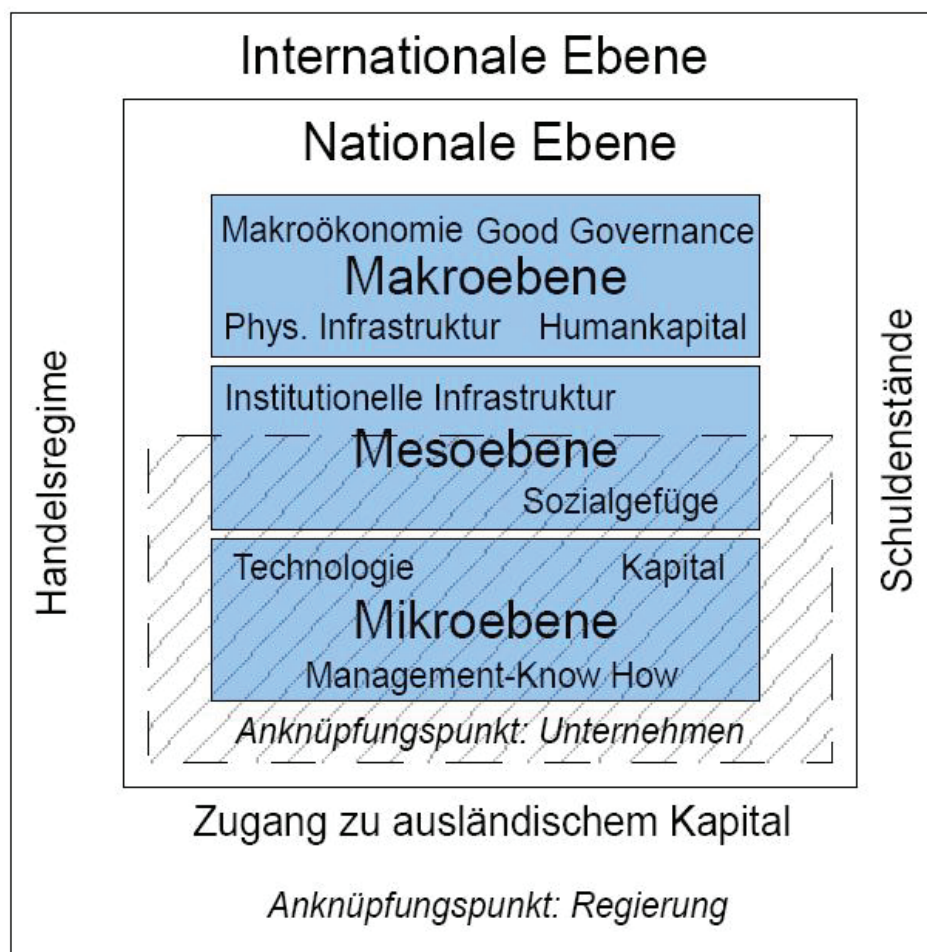 Internationale Ebene
Nationale Ebene
Makroökonomie Good Governance
Makroebene
Phys. Infrastruktur Humankapital
Institutionelle Infrastruktur
Mesoebene
Sozialgefüge
Technologie Kapital
Mikroebene
Management-Know How
Anknüpfungspunkt: Unternehmen
Handelsregime
Schuldenstände
Zugang zu ausländischem Kapital
Anknüpfungspunkt: Regierung